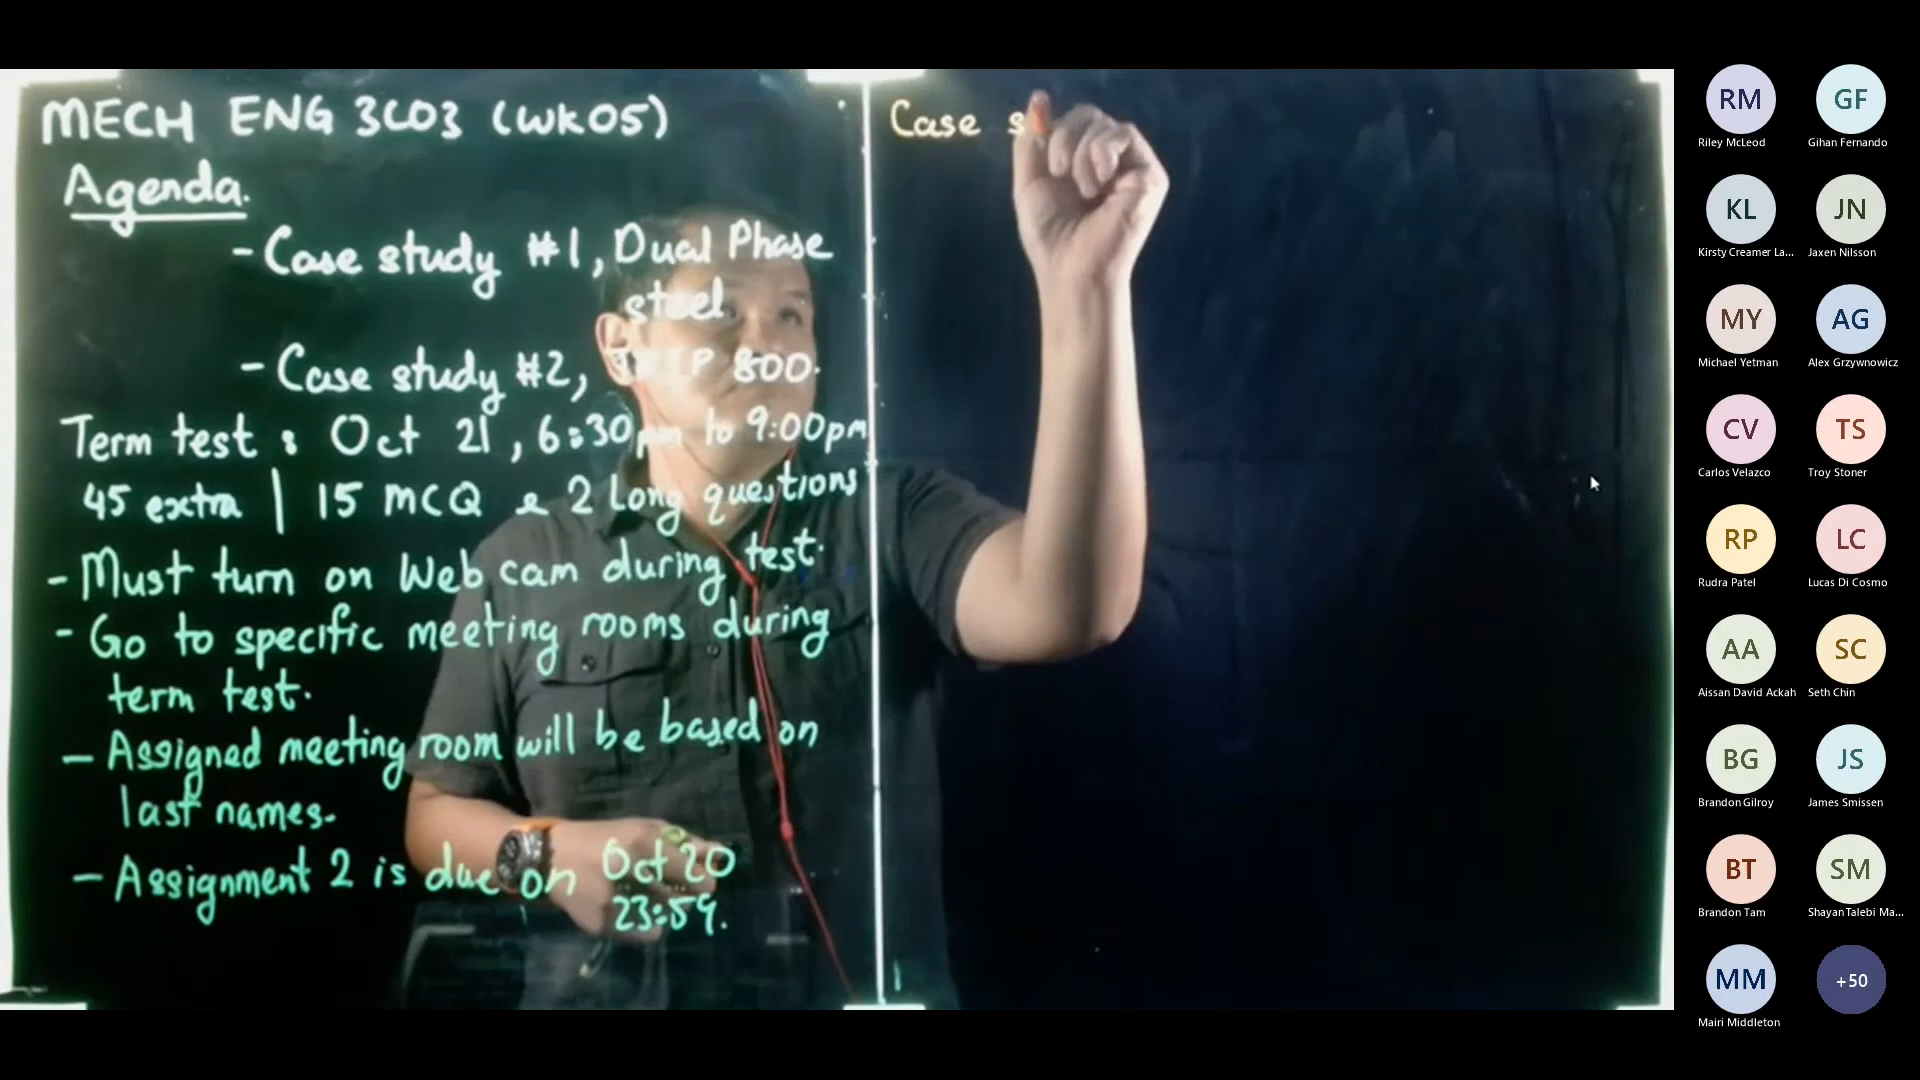 MECH ENG 3C03 (WK05)
Agenda.
- Case study #1, Dual Phase
steel
- Case study #2, TRIP 800.
Term test : Oct 21, 6:30pm to 9:00pm
45 extra | 15 MCQ & 2 Long questions
- Must turn on Web cam during test.
- Go to specific meeting rooms during
term test.
- Assigned meeting room will be based on
last names.
- Assignment 2 is due on Oct 20
23:59.
Case s
RM
Riley McLeod
GF
Gihan Fernando
KL
Kirsty Creamer La...
JN
Jaxen Nilsson
MY
Michael Yetman
AG
Alex Grzywnowicz
CV
Carlos Velazco
TS
Troy Stoner
RP
Rudra Patel
LC
Lucas Di Cosmo
AA
Aissan David Ackah
SC
Seth Chin
BG
Brandon Gilroy
JS
James Smissen
BT
Brandon Tam
SM
Shayan Talebi Ma...
MM
Mairi Middleton
+50